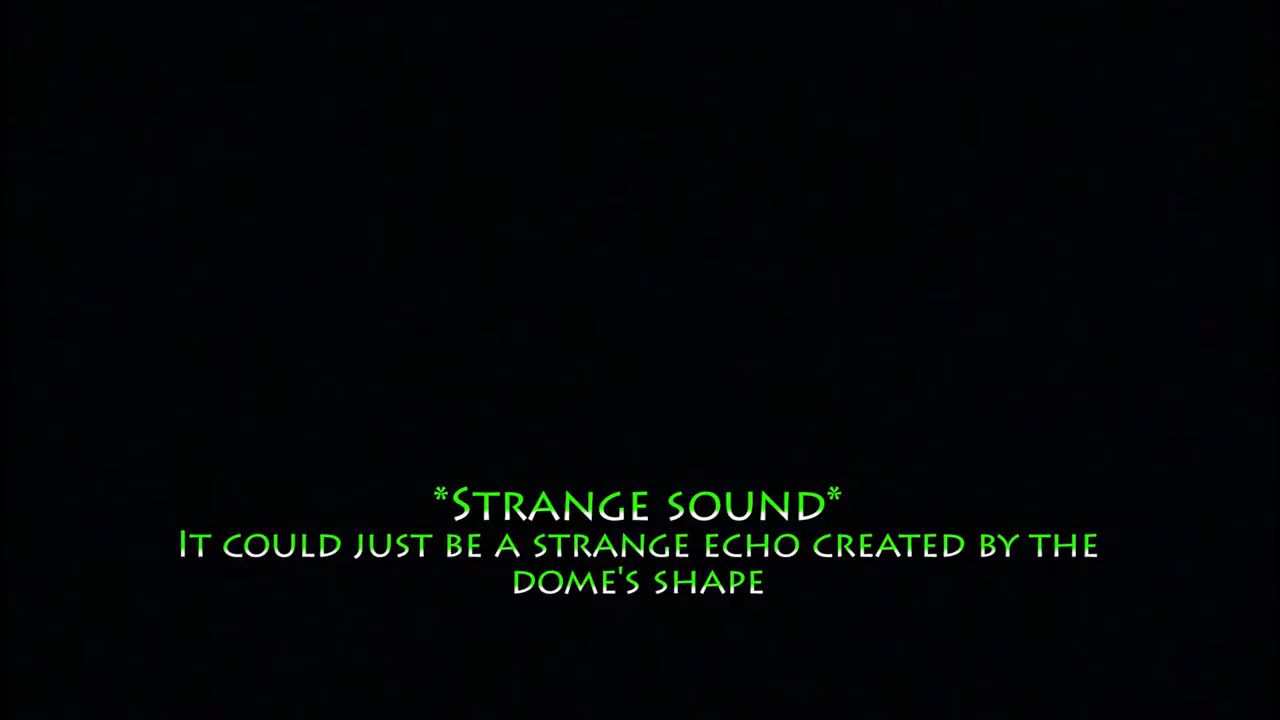 *Strange sound*
It could just be a strange echo created by the
dome's shape